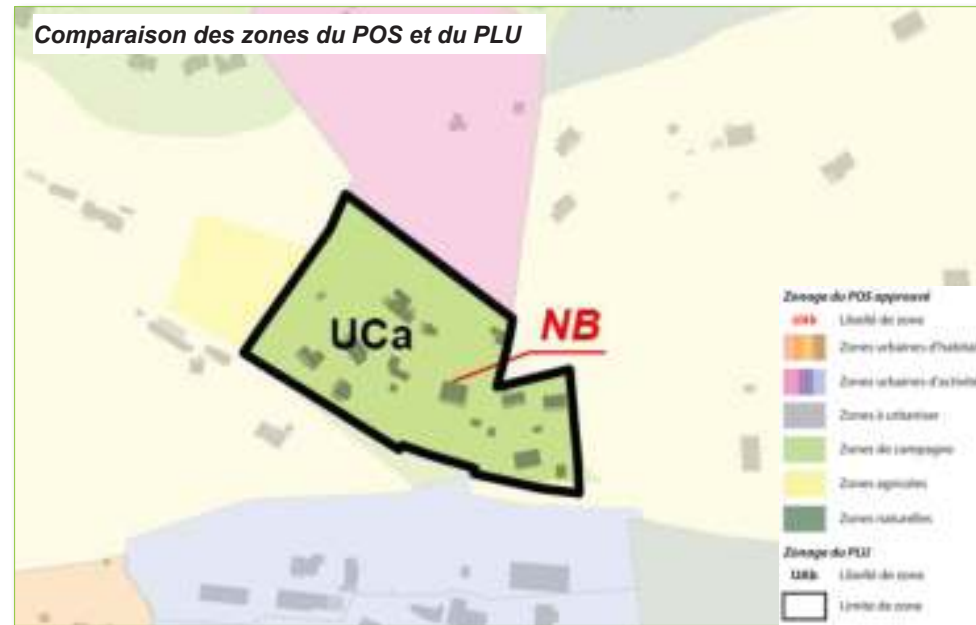 Comparaison des zones du POS et du PLU
UCa
NB
Zonage du POS approuvé
Libellé de zone
Zones urbaines d'habitat
Zones urbaines d'activité
Zones à urbaniser
Zones de campagne
Zones agricoles
Zones naturelles
Zonage du PLU
UAb Libellé de zone
Limite de zone